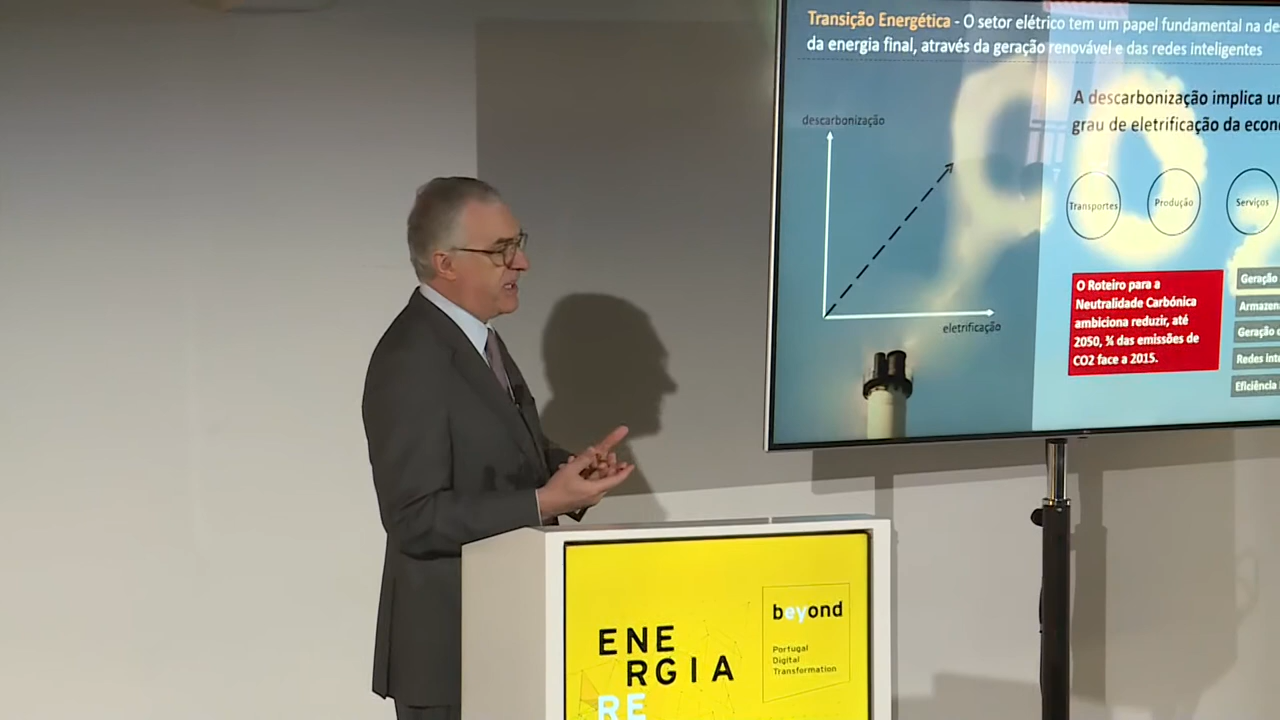 Transição Energética - O setor elétrico tem um papel fundamental na de
da energia final, através da geração renovável e das redes inteligentes
A descarbonização implica u
grau de eletrificação da econ
descarbonização
eletrificação
Transportes
Produção
Serviços
O Roteiro para a
Neutralidade Carbónica
ambiciona reduzir, até
2050, ¾ das emissões de
CO2 face a 2015.
Geração
Armazen
Geração
Redes inte
Eficiência
beyond
Portugal
Digital
Transformation
ENE
RGIA
RE